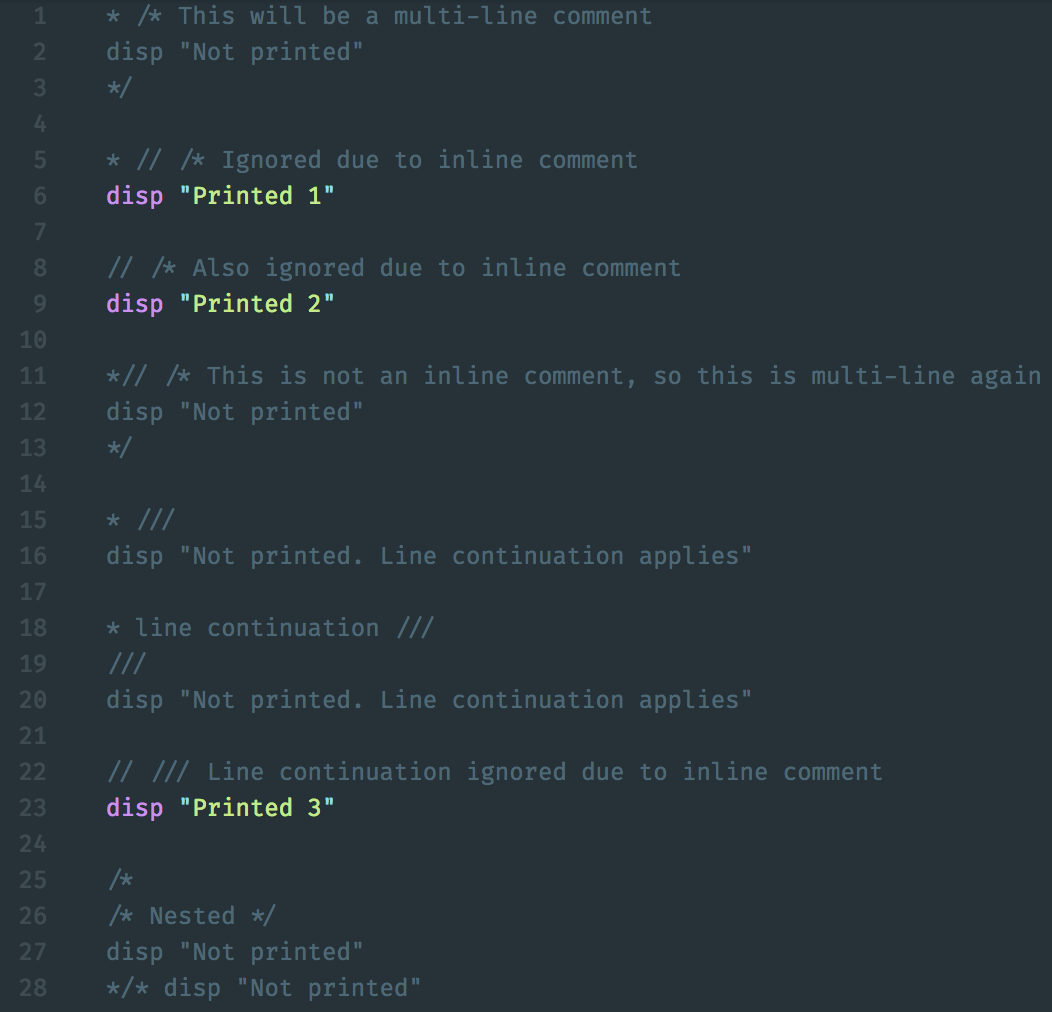 1 * /* This will be a multi-line comment
2 disp "Not printed"
3 */
4
5 * // /* Ignored due to inline comment
6 disp "Printed 1"
7
8 // /* Also ignored due to inline comment
9 disp "Printed 2"
10
11 *// /* This is not an inline comment, so this is multi-line again
12 disp "Not printed"
13 */
14
15 * ///
16 disp "Not printed. Line continuation applies"
17
18 * line continuation ///
19 ///
20 disp "Not printed. Line continuation applies"
21
22 // /// Line continuation ignored due to inline comment
23 disp "Printed 3"
24
25 /*
26 /* Nested */
27 disp "Not printed"
28 */* disp "Not printed"